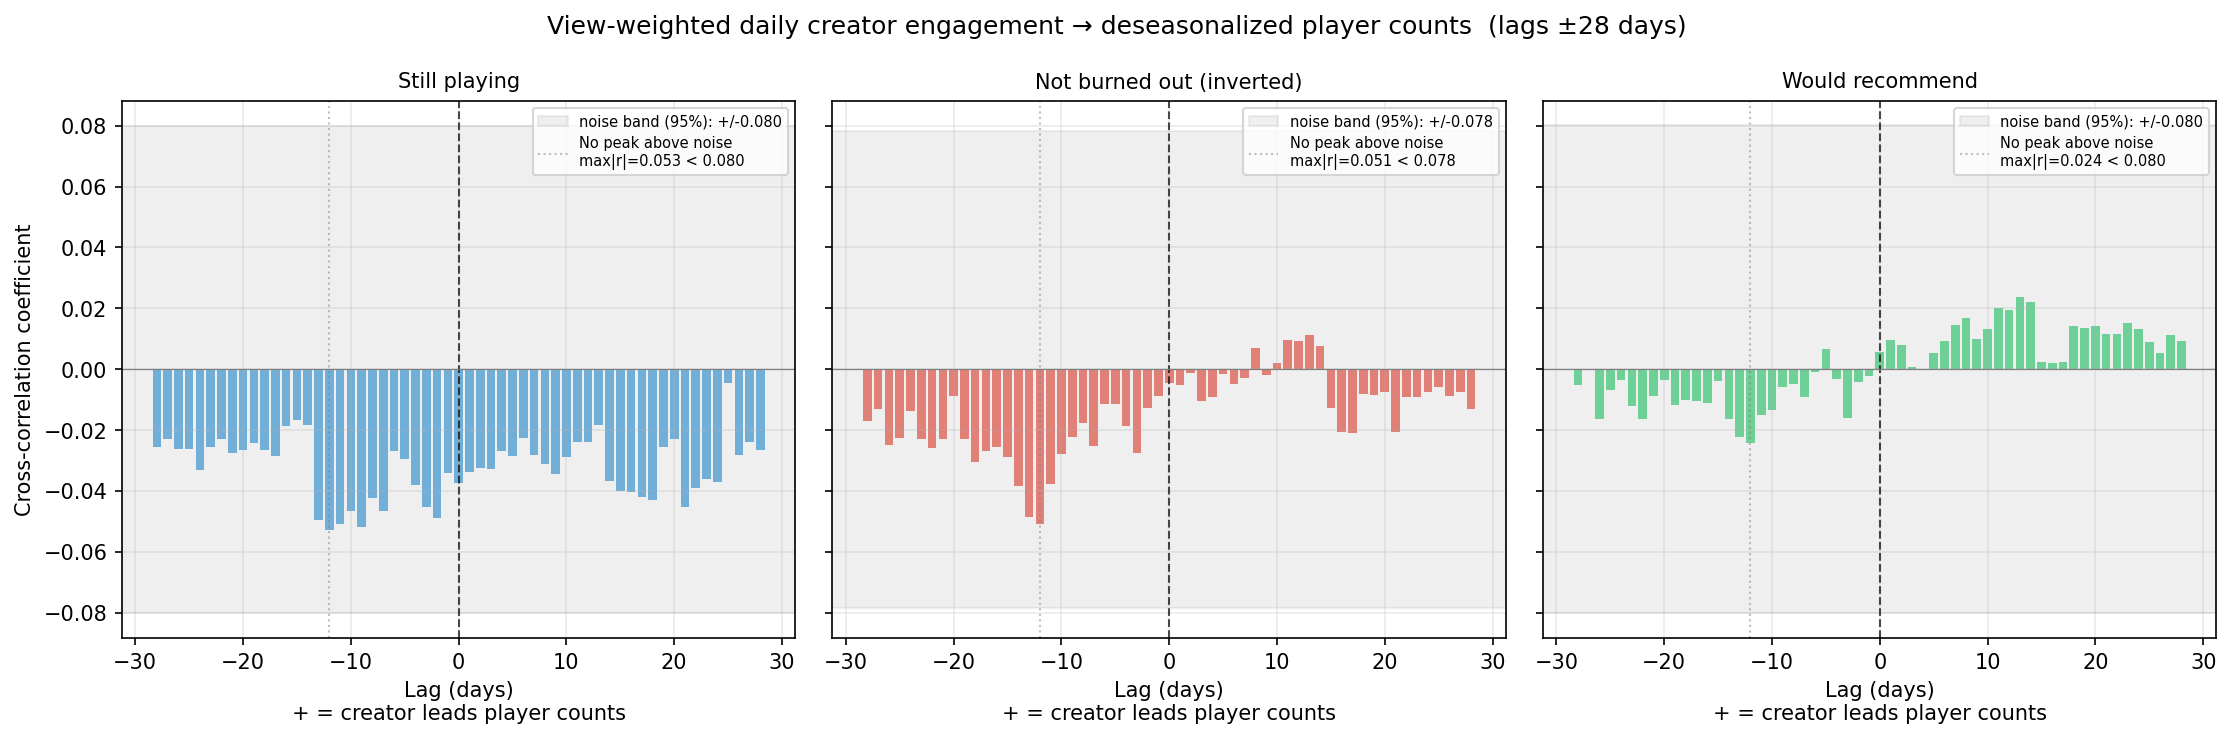 View-weighted daily creator engagement → deseasonalized player counts  (lags ±28 days)
Still playing
noise band (95%): +/-0.080
No peak above noise
max|r|=0.053 < 0.080
Cross-correlation coefficient
0.08
0.06
0.04
0.02
0.00
−0.02
−0.04
−0.06
−0.08
−30 −20 −10 0 10 20 30
Lag (days)
+ = creator leads player counts
Not burned out (inverted)
noise band (95%): +/-0.078
No peak above noise
max|r|=0.051 < 0.078
−30 −20 −10 0 10 20 30
Lag (days)
+ = creator leads player counts
Would recommend
noise band (95%): +/-0.080
No peak above noise
max|r|=0.024 < 0.080
−30 −20 −10 0 10 20 30
Lag (days)
+ = creator leads player counts